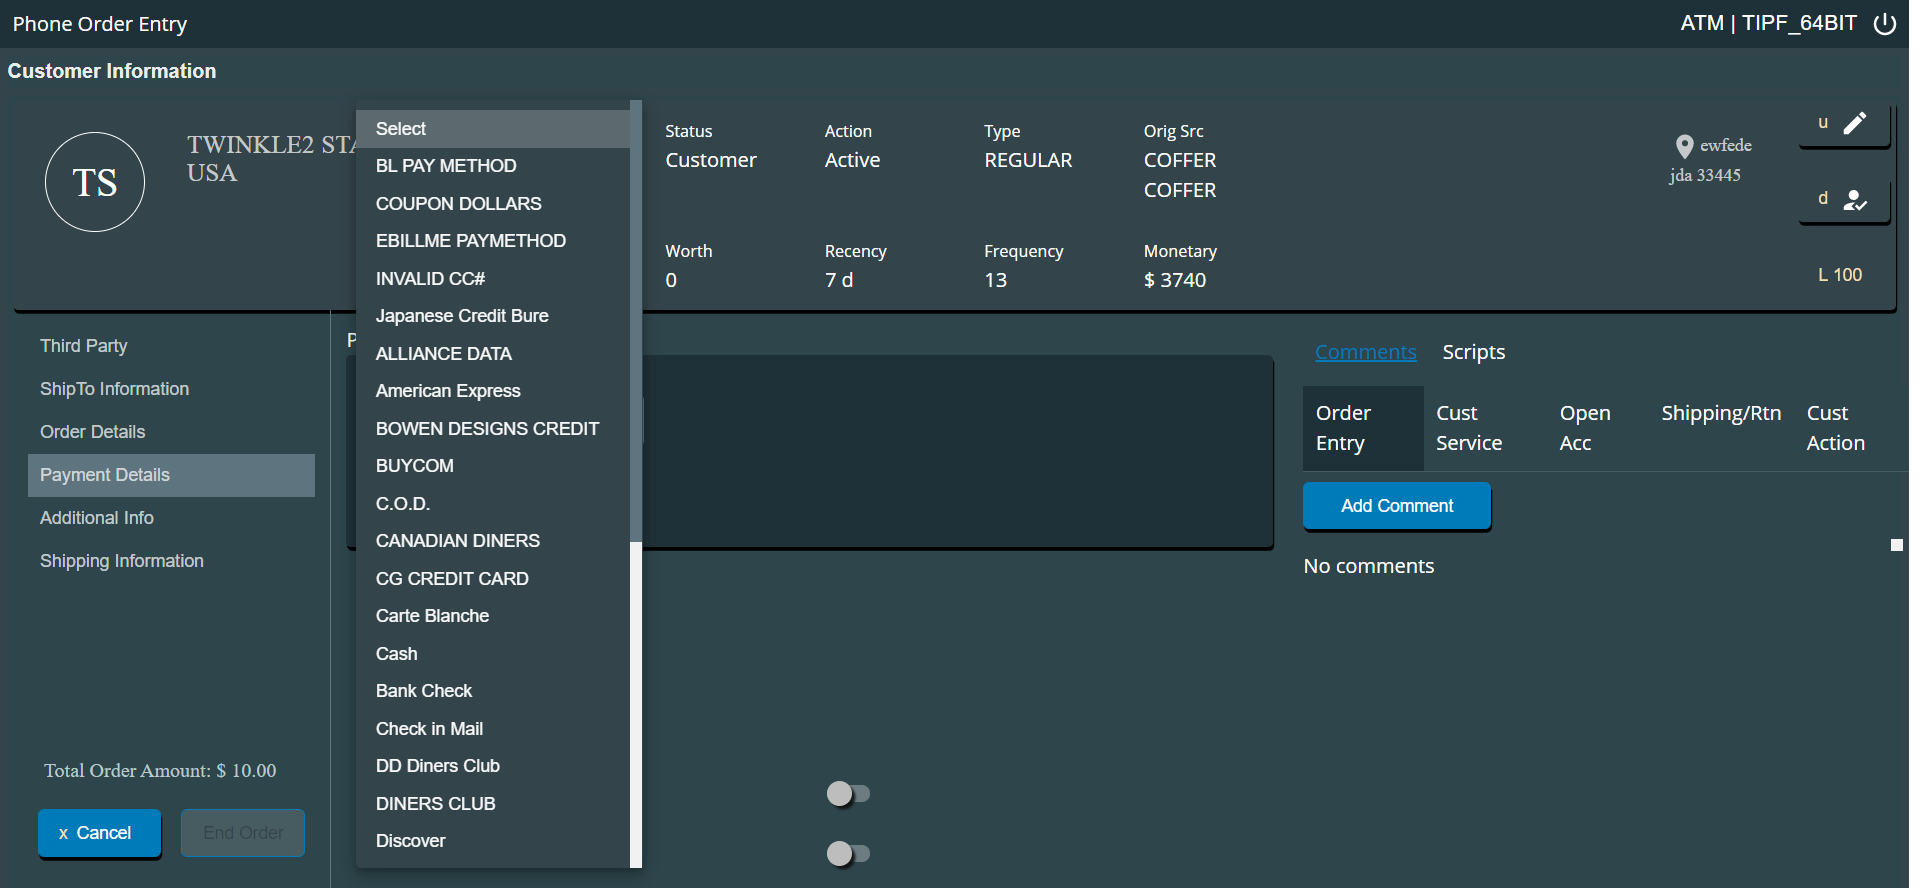 Phone Order Entry
ATM | TIPF_64BIT
Customer Information
TS
TWINKLE2 STA
USA
Status
Customer
Action
Active
Type
REGULAR
Orig Src
COFFER
COFFER
Worth
0
Recency
7 d
Frequency
13
Monetary
$ 3740
ewfede
jda 33445
u
d
L 100
Third Party
ShipTo Information
Order Details
Payment Details
Additional Info
Shipping Information
Total Order Amount: $ 10.00
x Cancel
End Order
P
Select
BL PAY METHOD
COUPON DOLLARS
EBILLME PAYMETHOD
INVALID CC#
Japanese Credit Bure
ALLIANCE DATA
American Express
BOWEN DESIGNS CREDIT
BUYCOM
C.O.D.
CANADIAN DINERS
CG CREDIT CARD
Carte Blanche
Cash
Bank Check
Check in Mail
DD Diners Club
DINERS CLUB
Discover
Comments Scripts
Order Entry
Cust Service
Open Acc
Shipping/Rtn
Cust Action
Add Comment
No comments